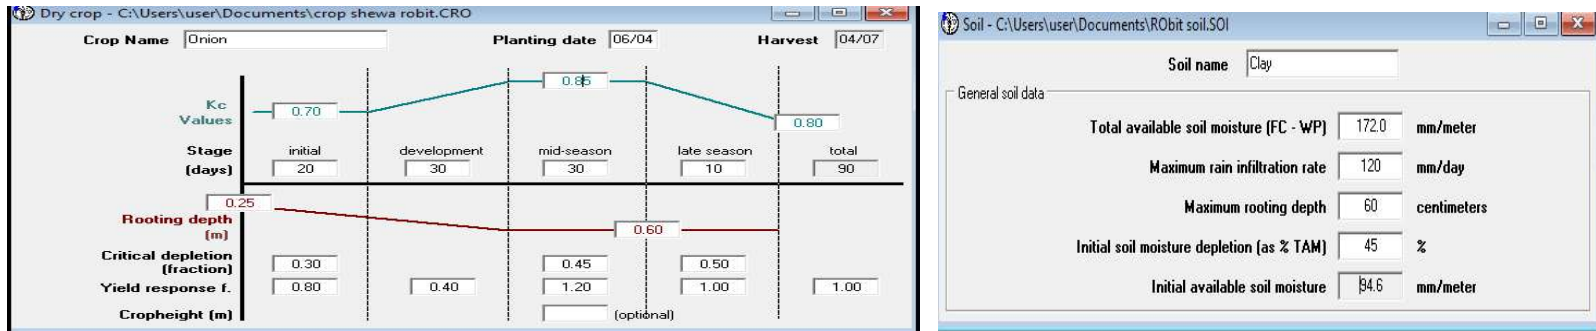 Dry crop - C:\Users\user\Documents\crop shewa robit.CRO
Crop Name Onion Planting date 06/04 Harvest 04/07
0.85
Kc 0.70
Values 0.80
Stage initial development mid-season late season total
(days) 20 30 30 10 90
0.25
Rooting depth 0.60
(m)
Critical depletion
(fraction) 0.30 0.45 0.50
Yield response f. 0.80 0.40 1.20 1.00 1.00
Cropheight (m) (optional)
Soil - C:\Users\user\Documents\RObit soil.SOI
Soil name Clay
General soil data
Total available soil moisture (FC - WP) 172.0 mm/meter
Maximum rain infiltration rate 120 mm/day
Maximum rooting depth 60 centimeters
Initial soil moisture depletion (as % TAM) 45 %
Initial available soil moisture 94.6 mm/meter